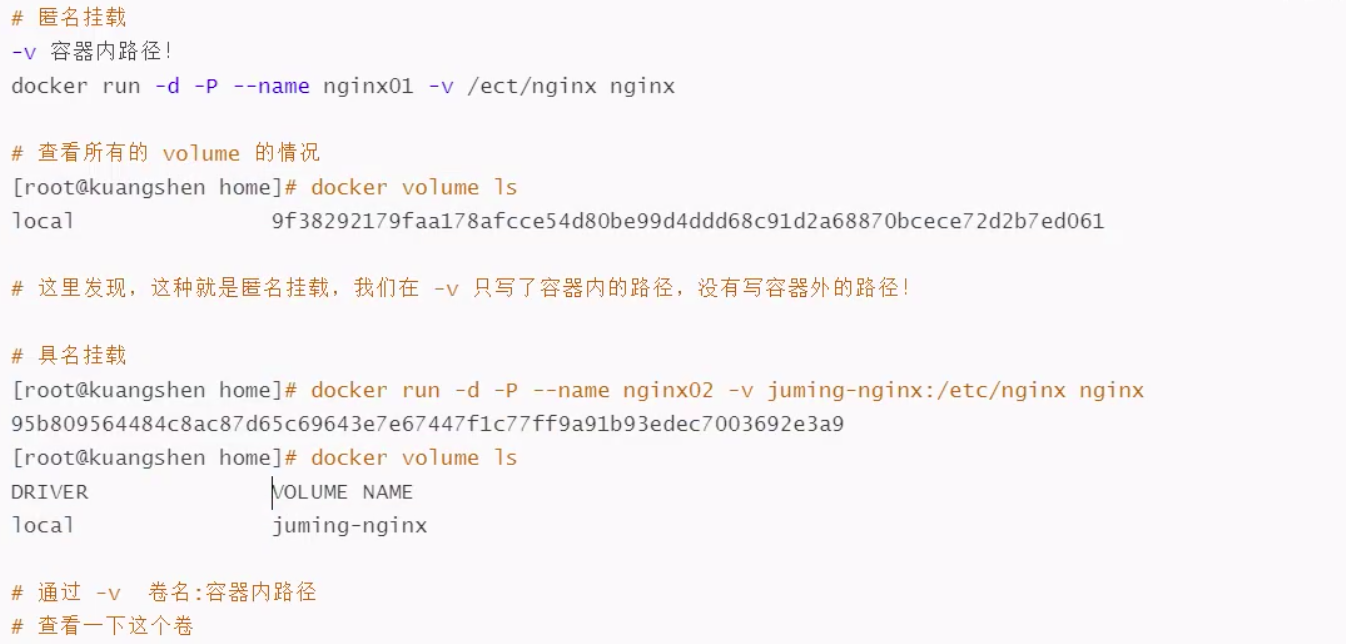 # 匿名挂载
-v 容器内路径!
docker run -d -P --name nginx01 -v /ect/nginx nginx
# 查看所有的 volume 的情况
[root@kuangshen home]# docker volume ls
local 9f38292179faa178afcce54d80be99d4ddd68c91d2a68870bcece72d2b7ed061
# 这里发现，这种就是匿名挂载，我们在 -v 只写了容器内的路径，没有写容器外的路径!
# 具名挂载
[root@kuangshen home]# docker run -d -P --name nginx02 -v juming-nginx:/etc/nginx nginx
95b809564484c8ac87d65c69643e7e67447f1c77ff9a91b93edec7003692e3a9
[root@kuangshen home]# docker volume ls
DRIVER VOLUME NAME
local juming-nginx
# 通过 -v 卷名:容器内路径
# 查看一下这个卷